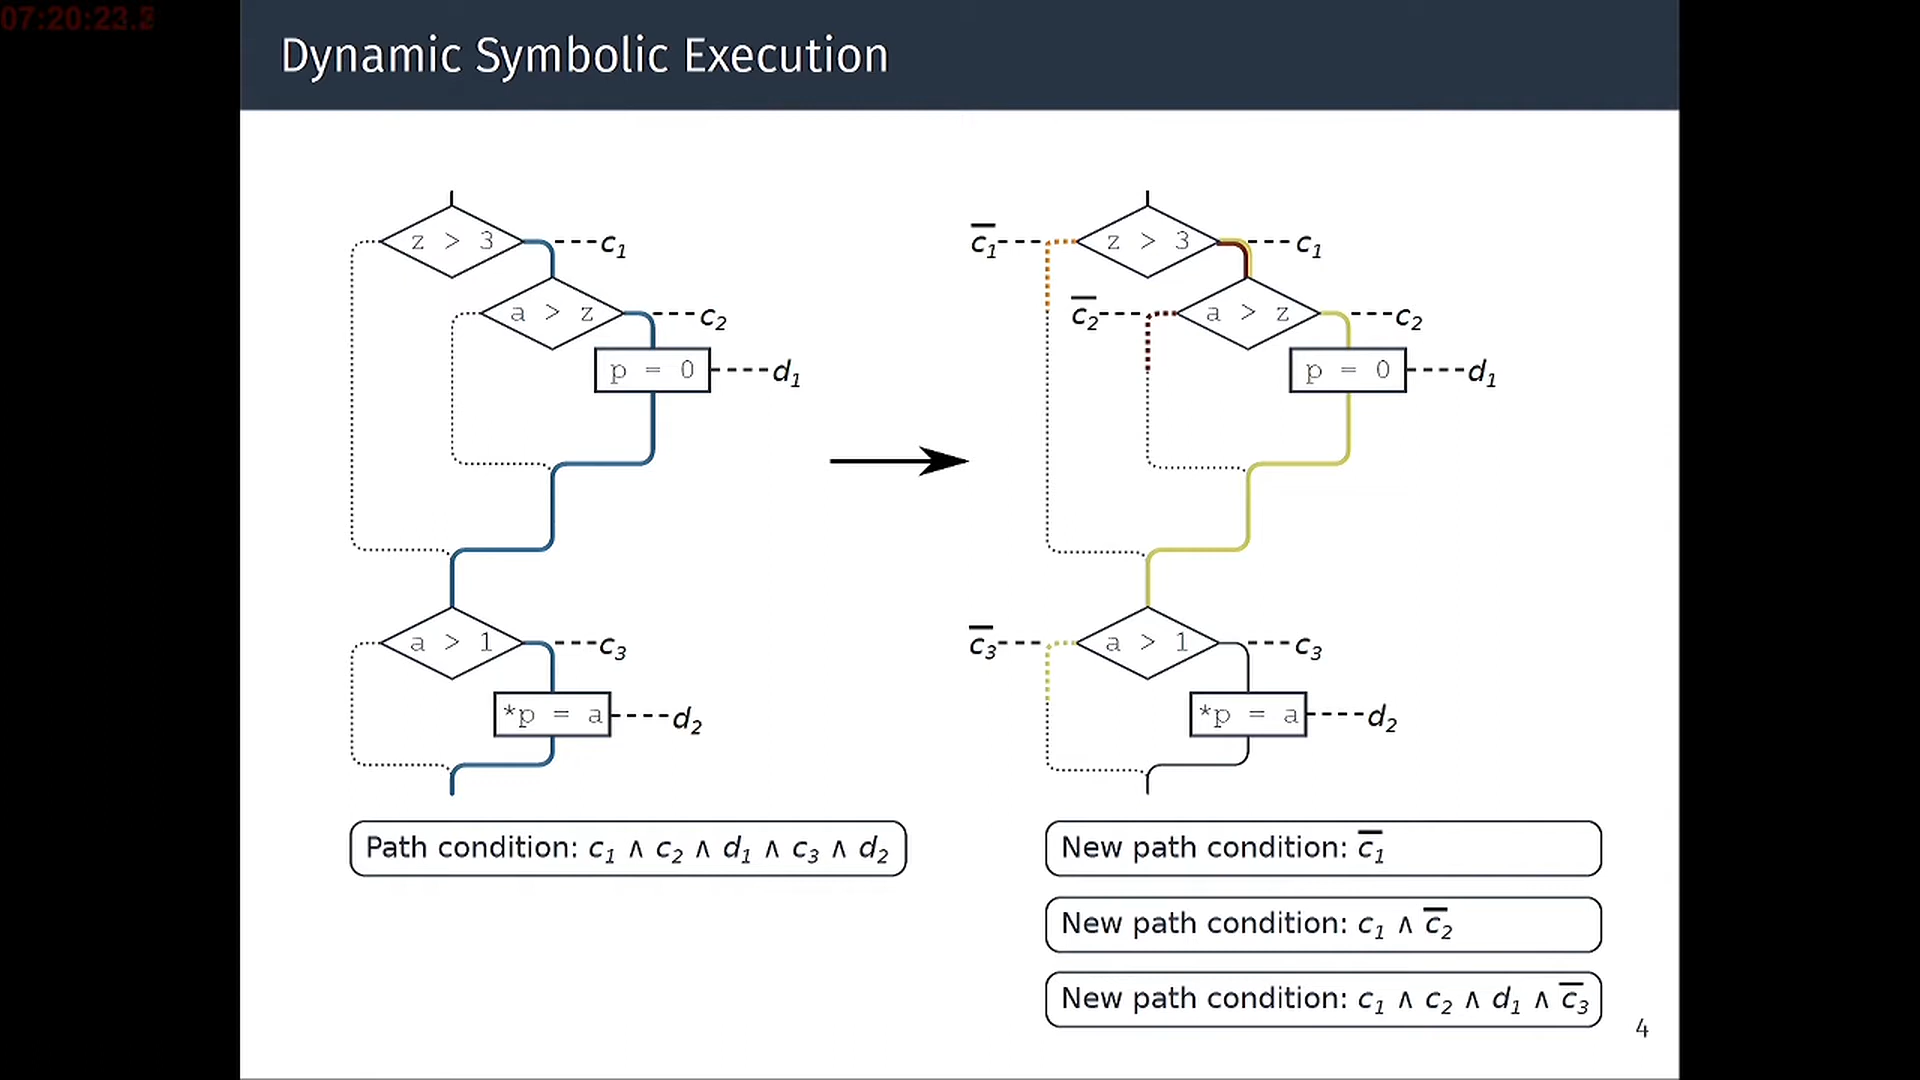 07:20:23.2
Dynamic Symbolic Execution
z > 3
c1
a > z
c2
p = 0
d1
a > 1
c3
*p = a
d2
Path condition: c1 ∧ c2 ∧ d1 ∧ c3 ∧ d2
c̅1
z > 3
c1
c̅2
a > z
c2
p = 0
d1
c̅3
a > 1
c3
*p = a
d2
New path condition: c̅1
New path condition: c1 ∧ c̅2
New path condition: c1 ∧ c2 ∧ d1 ∧ c̅3
4